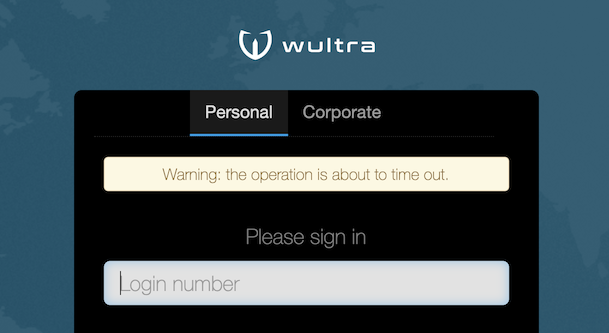 wultra
Personal Corporate
Warning: the operation is about to time out.
Please sign in
Login number